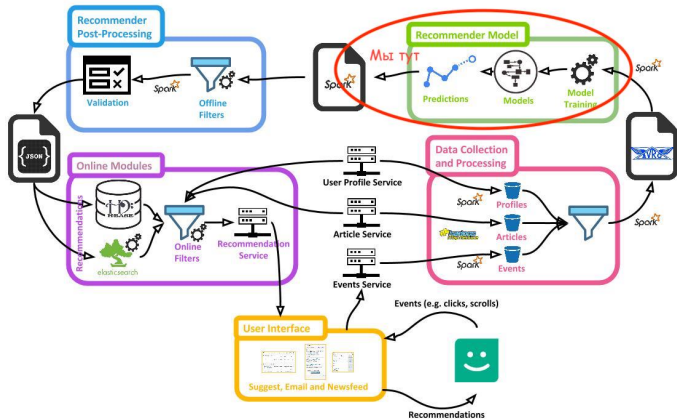 Recommender
Post-Processing
Validation
Spark
Offline
Filters
Spark
Мы тут
Recommender Model
Predictions
Models
Model
Training
Spark
{JSON}
Online Modules
Recommendations
elasticsearch
Online
Filters
Recommendation
Service
User Profile Service
Article Service
Events Service
Data Collection
and Processing
Spark
Profiles
Articles
Spark
Events
AVRO
Spark
User Interface
Suggest, Email and Newsfeed
Events (e.g. clicks, scrolls)
Recommendations